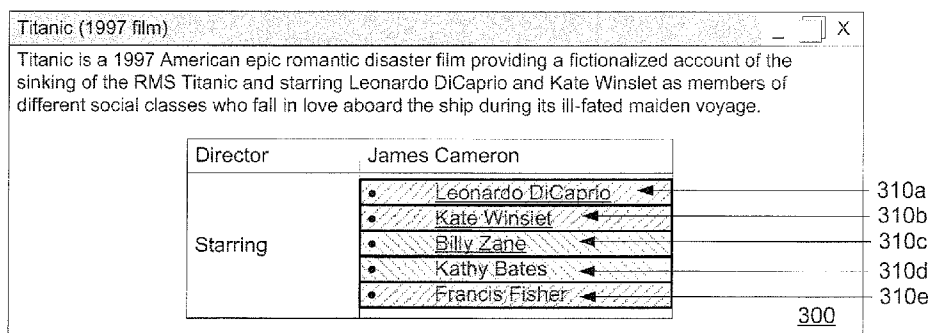 Titanic (1997 film) _ X
Titanic is a 1997 American epic romantic disaster film providing a fictionalized account of the
sinking of the RMS Titanic and starring Leonardo DiCaprio and Kate Winslet as members of
different social classes who fall in love aboard the ship during its ill-fated maiden voyage.
Director James Cameron
Starring
• Leonardo DiCaprio 310a
• Kate Winslet 310b
• Billy Zane 310c
• Kathy Bates 310d
• Francis Fisher 310e
300